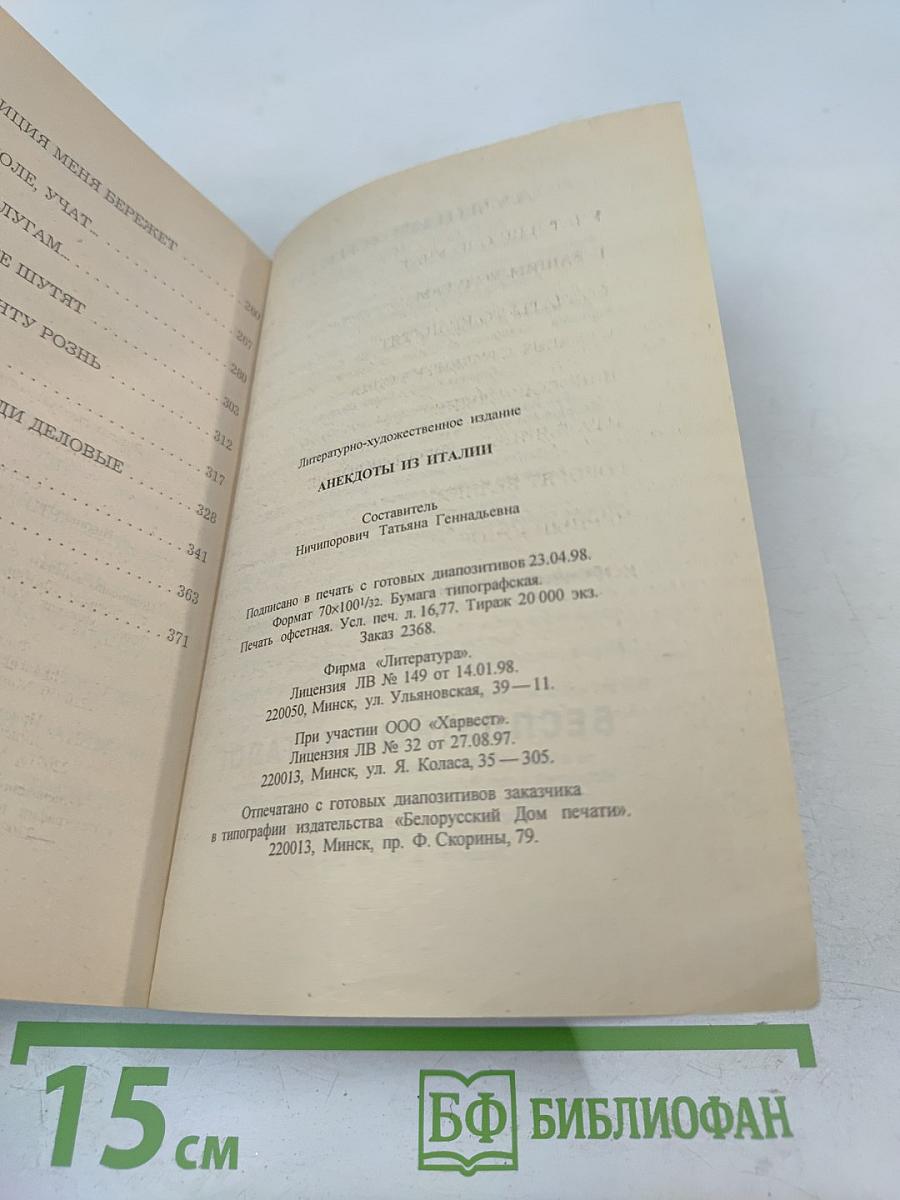 ИЦИЯ МЕНЯ БЕРЕЖЕТ
ОЛЕ, УЧАТ...
ЛУГАМ...
Е ШУТЯТ
НТУ РОЗНЬ
ДИ ДЕЛОВЫЕ
260
267
280
303
312
317
328
341
363
371
Литературно-художественное издание
АНЕКДОТЫ ИЗ ИТАЛИИ
Составитель
Ничипорович Татьяна Геннадьевна
Подписано в печать с готовых диапозитивов 23.04.98.
Формат 70×100¹/₃₂. Бумага типографская.
Печать офсетная. Усл. печ. л. 16,77. Тираж 20 000 экз.
Заказ 2368.
Фирма «Литература».
Лицензия ЛВ № 149 от 14.01.98.
220050, Минск, ул. Ульяновская, 39—11.
При участии ООО «Харвест».
Лицензия ЛВ № 32 от 27.08.97.
220013, Минск, ул. Я. Коласа, 35—305.
Отпечатано с готовых диапозитивов заказчика
в типографии издательства «Белорусский Дом печати».
220013, Минск, пр. Ф. Скорины, 79.
15 см
БФ БИБЛИОФАН